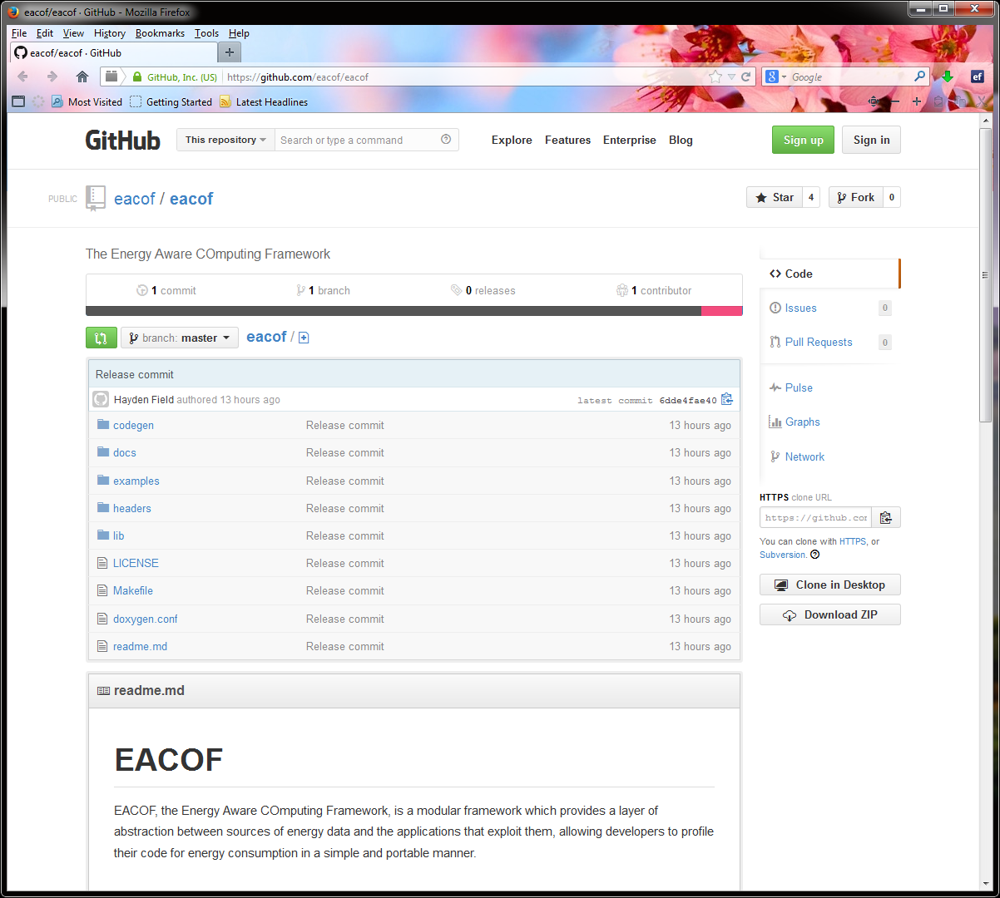 eacof/eacof · GitHub - Mozilla Firefox
File Edit View History Bookmarks Tools Help
eacof/eacof · GitHub
GitHub, Inc. (US) https://github.com/eacof/eacof Google ef
Most Visited Getting Started Latest Headlines
GitHub This repository Search or type a command Explore Features Enterprise Blog Sign up Sign in
PUBLIC eacof / eacof Star 4 Fork 0
The Energy Aware COmputing Framework
1 commit 1 branch 0 releases 1 contributor
branch: master eacof /
Release commit
Hayden Field authored 13 hours ago latest commit 6dde4fae40
codegen Release commit 13 hours ago
docs Release commit 13 hours ago
examples Release commit 13 hours ago
headers Release commit 13 hours ago
lib Release commit 13 hours ago
LICENSE Release commit 13 hours ago
Makefile Release commit 13 hours ago
doxygen.conf Release commit 13 hours ago
readme.md Release commit 13 hours ago
Code
Issues 0
Pull Requests 0
Pulse
Graphs
Network
HTTPS clone URL
https://github.cor
You can clone with HTTPS, or
Subversion.
Clone in Desktop
Download ZIP
readme.md
EACOF
EACOF, the Energy Aware COmputing Framework, is a modular framework which provides a layer of
abstraction between sources of energy data and the applications that exploit them, allowing developers to profile
their code for energy consumption in a simple and portable manner.